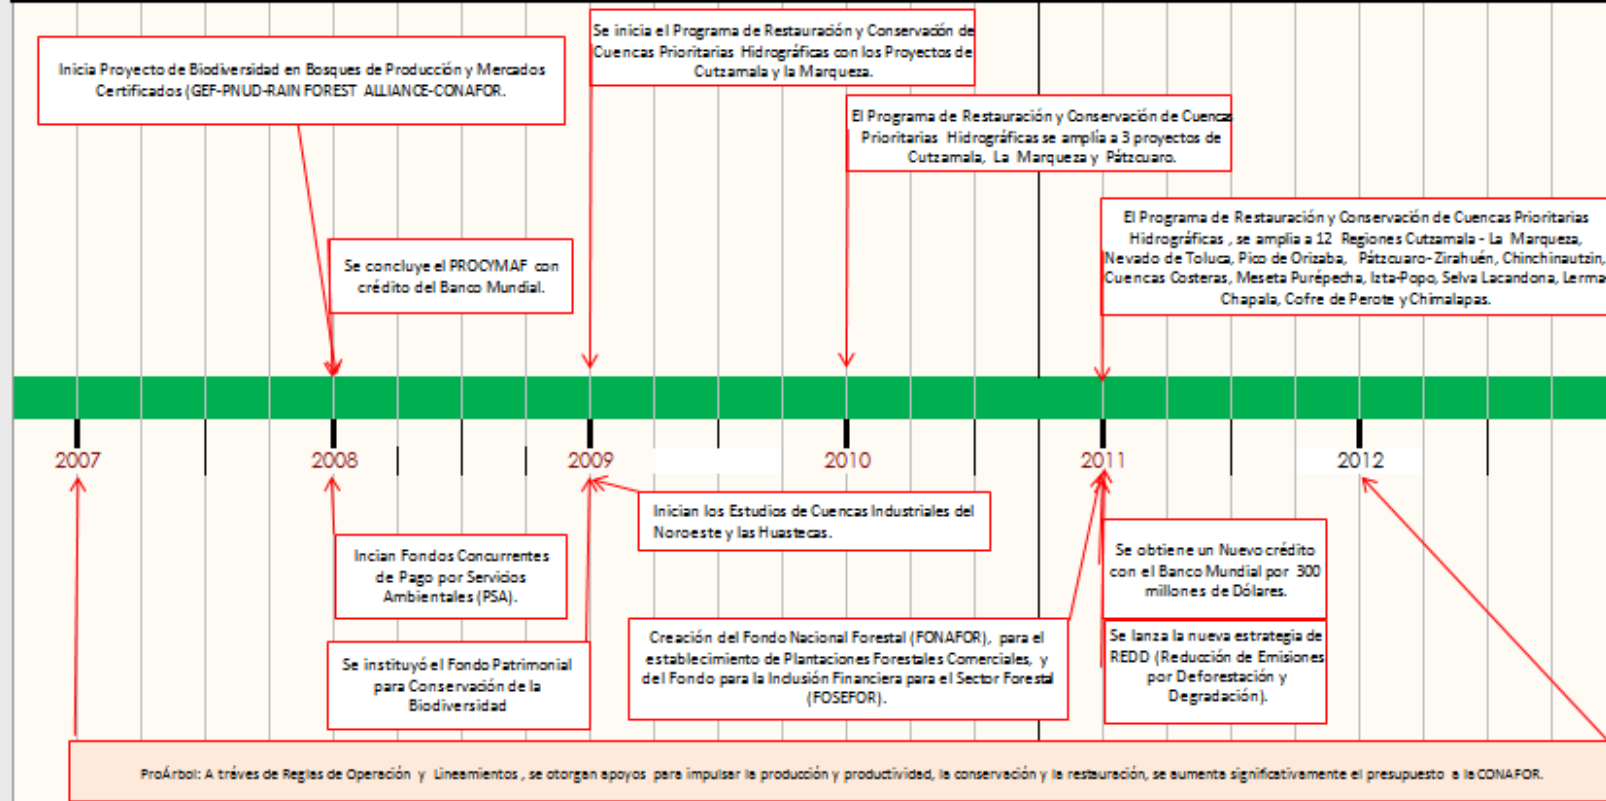 Se inicia el Programa de Restauración y Conservación de
Cuencas Prioritarias Hidrográficas con los Proyectos de
Cutzamala y la Marqueza.
Inicia Proyecto de Biodiversidad en Bosques de Producción y Mercados
Certificados (GEF-PNUD-RAIN FOREST ALLIANCE-CONAFOR.
El Programa de Restauración y Conservación de Cuencas
Prioritarias Hidrográficas se amplía a 3 proyectos de
Cutzamala, La Marqueza y Pátzcuaro.
El Programa de Restauración y Conservación de Cuencas Prioritarias
Hidrográficas , se amplia a 12 Regiones Cutzamala - La Marqueza,
Nevado de Toluca, Pico de Orizaba, Pátzcuaro-Zirahuén, Chinchinautzin,
Cuencas Costeras, Meseta Purépecha, Izta-Popo, Selva Lacandona, Lerma-
Chapala, Cofre de Perote y Chimalapas.
Se concluye el PROCYMAF con
crédito del Banco Mundial.
2007 2008 2009 2010 2011 2012
Inician los Estudios de Cuencas Industriales del
Noroeste y las Huastecas.
Incian Fondos Concurrentes
de Pago por Servicios
Ambientales (PSA).
Se obtiene un Nuevo crédito
con el Banco Mundial por 300
millones de Dólares.
Se instituyó el Fondo Patrimonial
para Conservación de la
Biodiversidad
Creación del Fondo Nacional Forestal (FONAFOR), para el
establecimiento de Plantaciones Forestales Comerciales, y
del Fondo para la Inclusión Financiera para el Sector Forestal
(FOSEFOR).
Se lanza la nueva estrategia de
REDD (Reducción de Emisiones
por Deforestación y
Degradación).
ProÁrbol: A tráves de Reglas de Operación y Lineamientos , se otorgan apoyos para impulsar la producción y productividad, la conservación y la restauración, se aumenta significativamente el presupuesto a la CONAFOR.